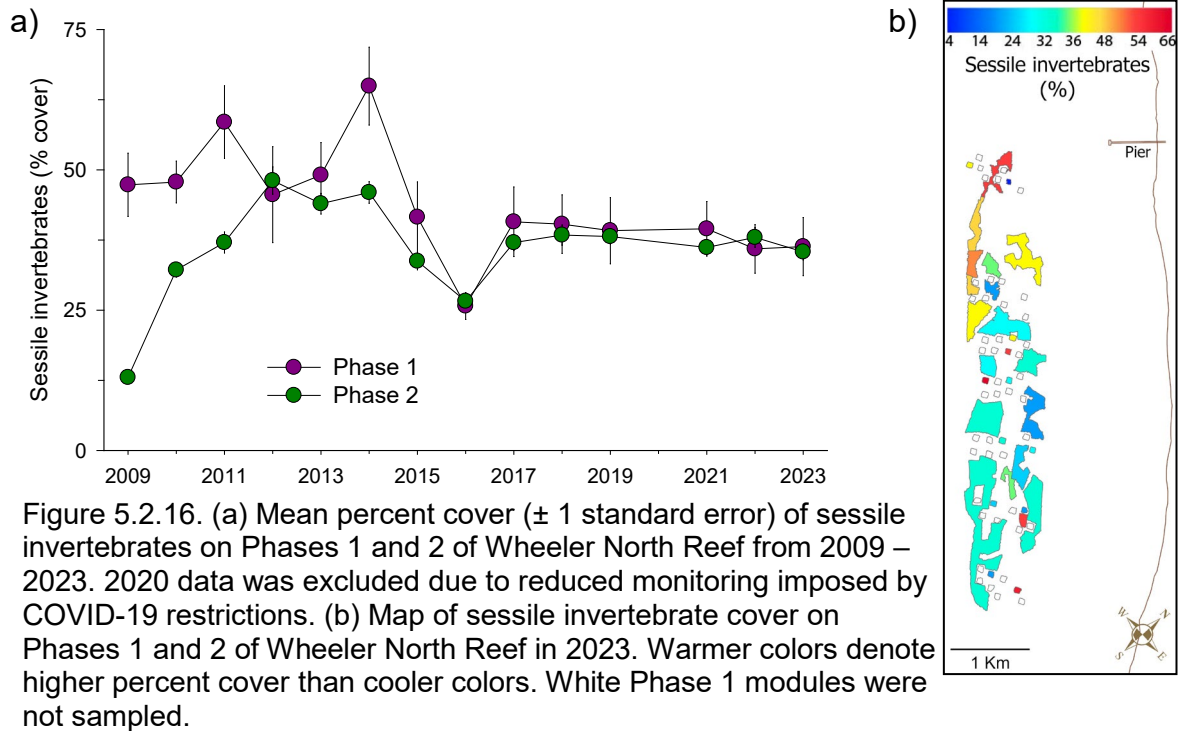 a)
75
50
25
0
Sessile invertebrates (% cover)
Phase 1
Phase 2
2009
2011
2013
2015
2017
2019
2021
2023
b)
4 14 24 32 36 48 54 66
Sessile invertebrates
(%)
Pier
W N
S E
1 Km
Figure 5.2.16. (a) Mean percent cover (± 1 standard error) of sessile
invertebrates on Phases 1 and 2 of Wheeler North Reef from 2009 –
2023. 2020 data was excluded due to reduced monitoring imposed by
COVID-19 restrictions. (b) Map of sessile invertebrate cover on
Phases 1 and 2 of Wheeler North Reef in 2023. Warmer colors denote
higher percent cover than cooler colors. White Phase 1 modules were
not sampled.